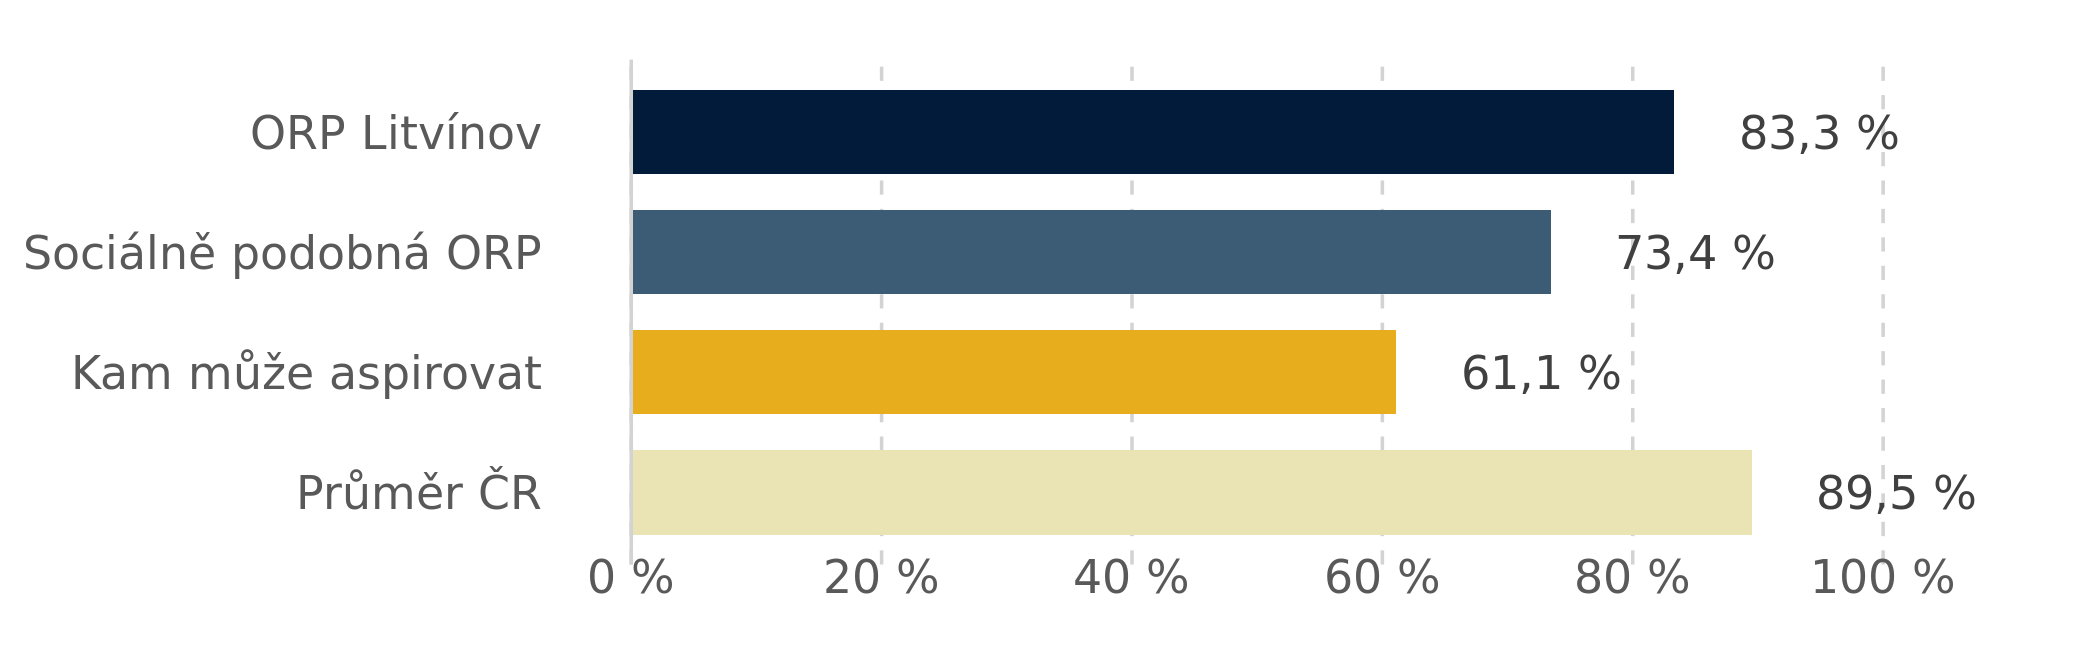 ORP Litvínov 83,3 %
Sociálně podobná ORP 73,4 %
Kam může aspirovat 61,1 %
Průměr ČR 89,5 %
0 % 20 % 40 % 60 % 80 % 100 %